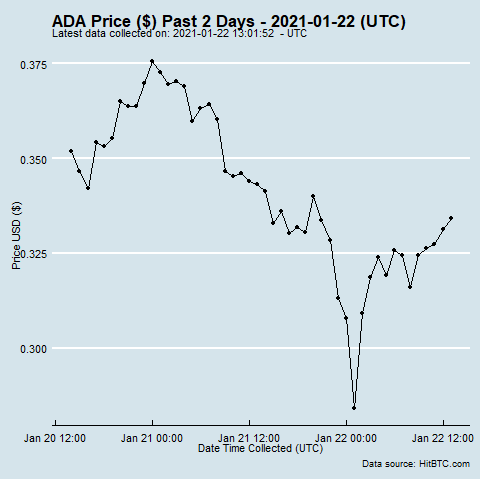 ADA Price ($) Past 2 Days - 2021-01-22 (UTC)
Latest data collected on: 2021-01-22 13:01:52  - UTC
0.375
0.350
0.325
0.300
Price USD ($)
Jan 20 12:00
Jan 21 00:00
Jan 21 12:00
Jan 22 00:00
Jan 22 12:00
Date Time Collected (UTC)
Data source: HitBTC.com